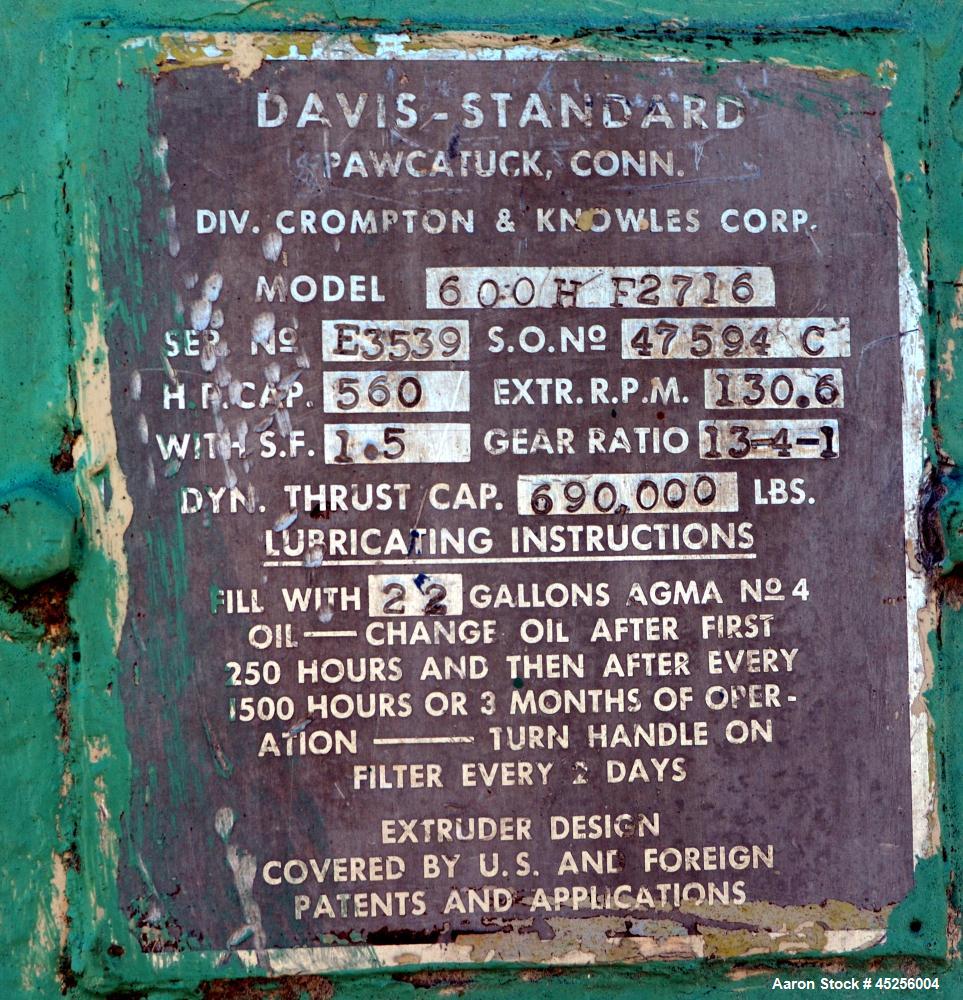 DAVIS-STANDARD
PAWCATUCK, CONN.
DIV. CROMPTON & KNOWLES CORP.
MODEL 600H F2716
SER. Nº E3539 S.O.Nº 47594 C
H.P.CAP. 560 EXTR.R.P.M. 130.6
WITH S.F. 1.5 GEAR RATIO 13-4-1
DYN. THRUST CAP. 690,000 LBS.
LUBRICATING INSTRUCTIONS
FILL WITH 22 GALLONS AGMA Nº 4
OIL — CHANGE OIL AFTER FIRST
250 HOURS AND THEN AFTER EVERY
1500 HOURS OR 3 MONTHS OF OPER-
ATION — TURN HANDLE ON
FILTER EVERY 2 DAYS
EXTRUDER DESIGN
COVERED BY U.S. AND FOREIGN
PATENTS AND APPLICATIONS
Aaron Stock # 45256004